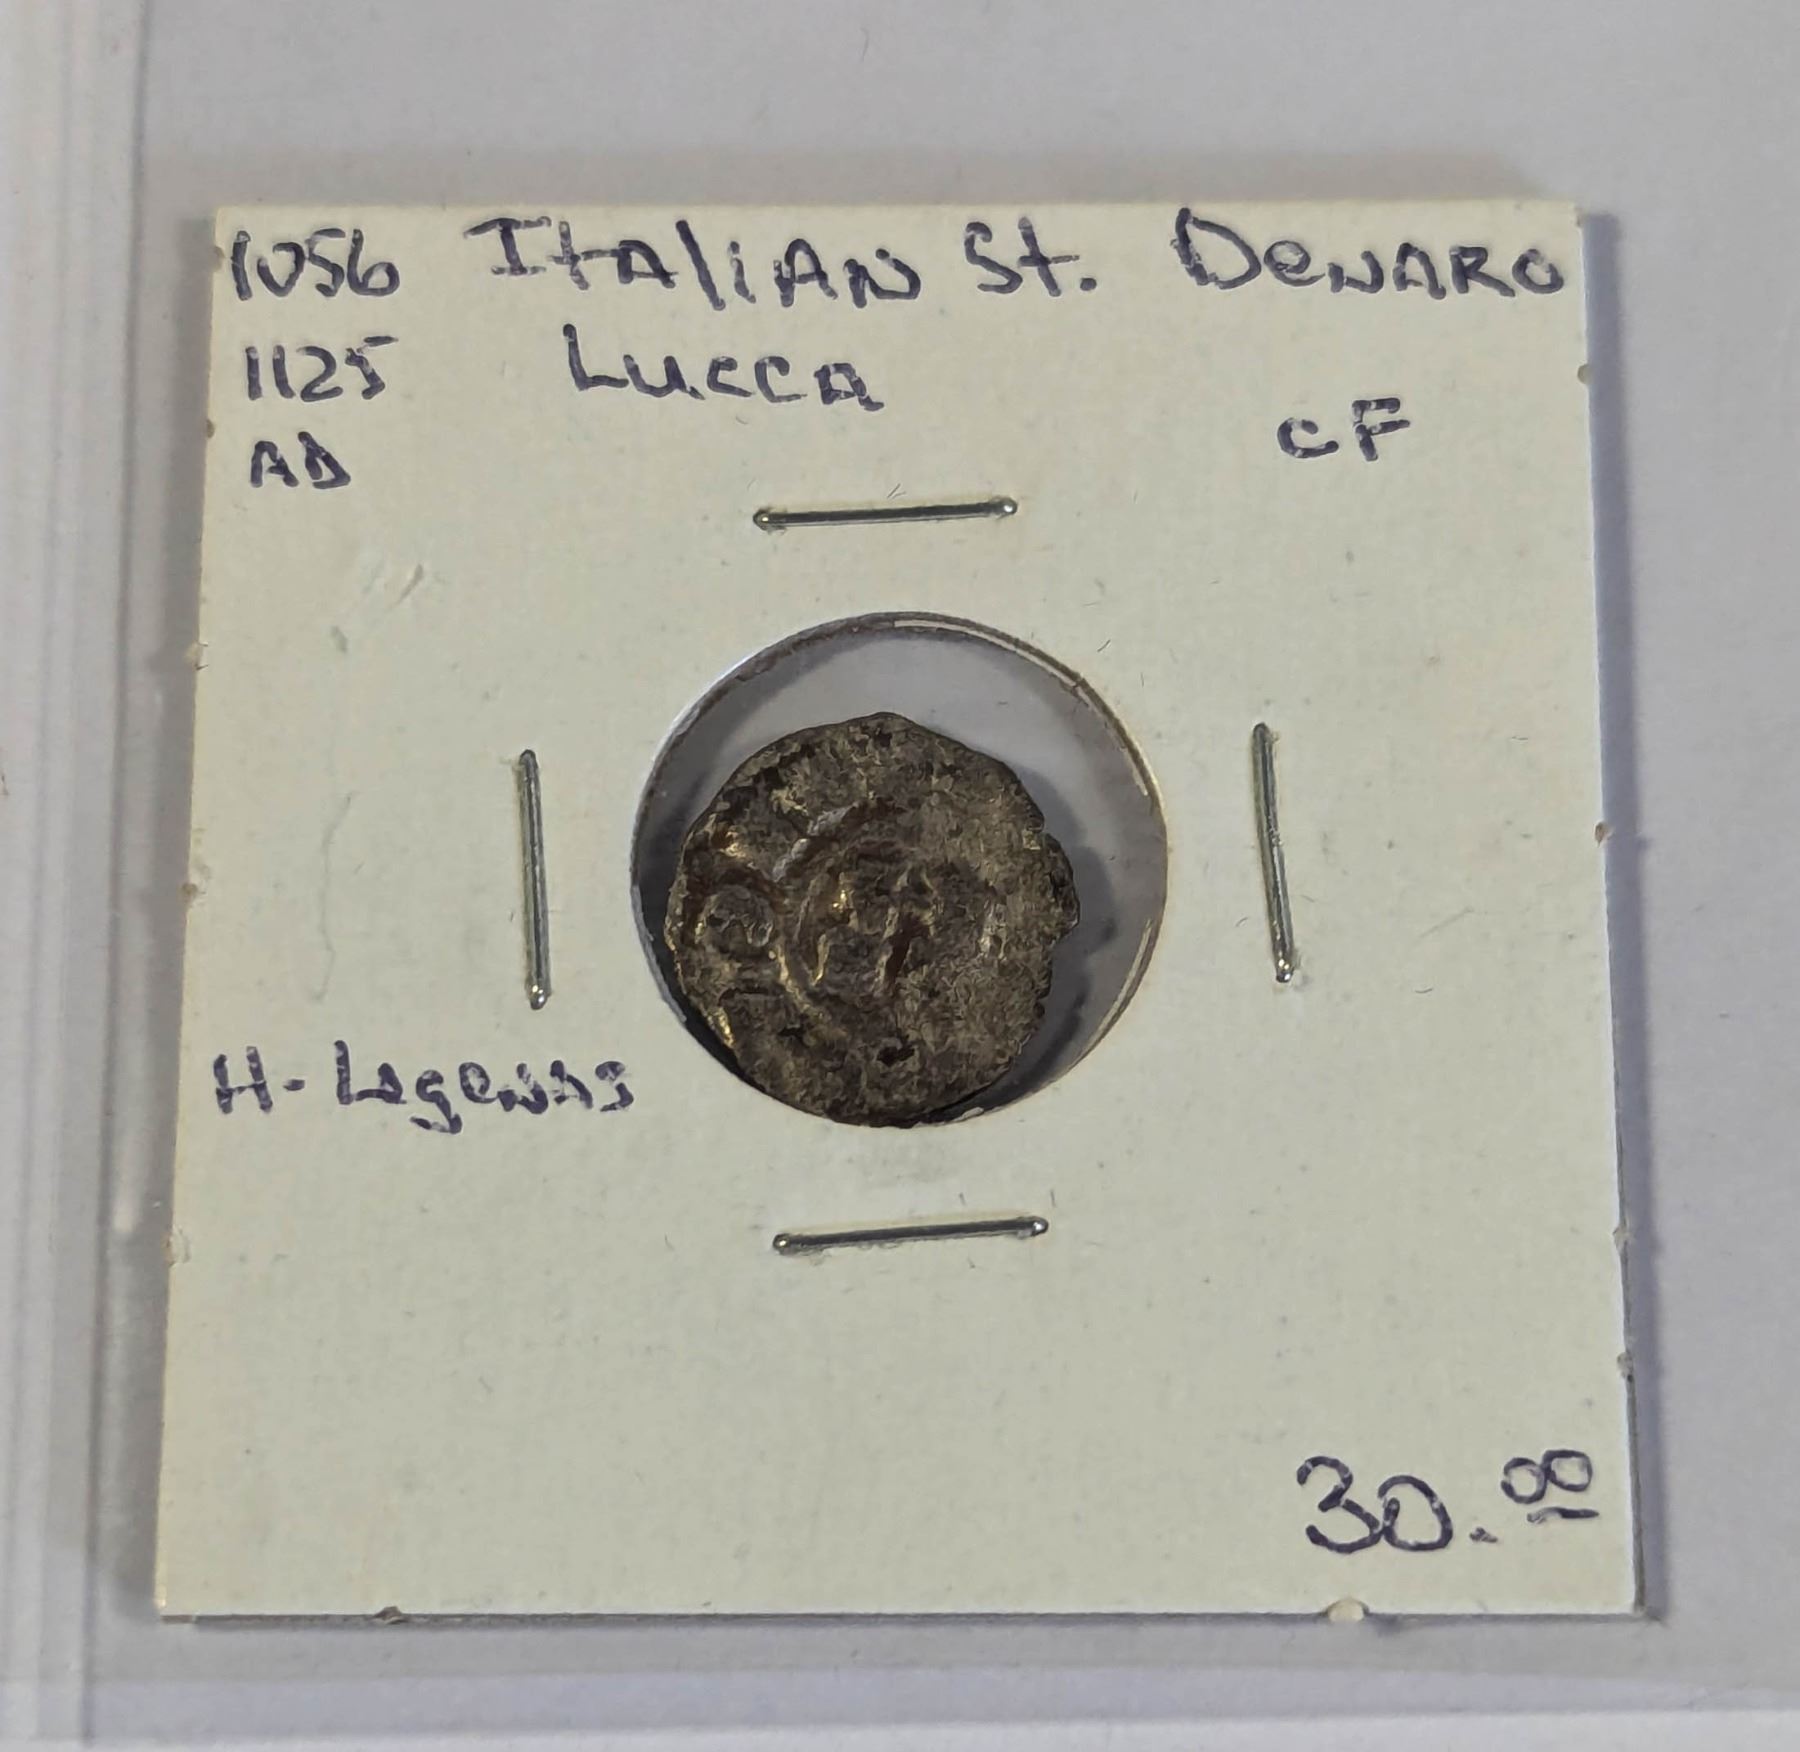 1056 Italian St. Denaro
1125 Lucca
AD
cF
H- Legends
30.00